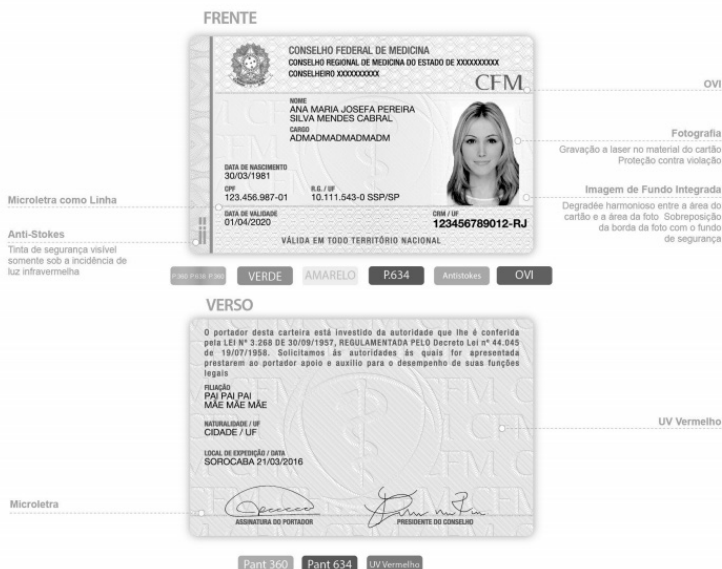 FRENTE
CONSELHO FEDERAL DE MEDICINA
CONSELHO REGIONAL DE MEDICINA DO ESTADO DE XXXXXXXXXX
CONSELHEIRO XXXXXXXXXX
CFM
NOME
ANA MARIA JOSEFA PEREIRA
SILVA MENDES CABRAL
CARGO
ADMADMADMADMADM
DATA DE NASCIMENTO
30/03/1981
CPF
123.456.987-01
R.G. / UF
10.111.543-0 SSP/SP
DATA DE VALIDADE
01/04/2020
CRM / UF
123456789012-RJ
VÁLIDA EM TODO TERRITÓRIO NACIONAL
Microletra como Linha
Anti-Stokes
Tinta de segurança visível
somente sob a incidência de
luz infravermelha
OVI
Fotografia
Gravação a laser no material do cartão
Proteção contra violação
Imagem de Fundo Integrada
Degradée harmonioso entre a área do
cartão e a área da foto Sobreposição
da borda da foto com o fundo
de segurança
VERDE
AMARELO
P.634
Antistokes
OVI
VERSO
O portador desta carteira está investido da autoridade que lhe é conferida
pela LEI Nº 3.268 DE 30/09/1957, REGULAMENTADA PELO Decreto Lei nº 44.045
de 19/07/1958. Solicitamos ás autoridades ás quais for apresentada
prestarem ao portador apoio e auxilio para o desempenho de suas funções
legais
FILIAÇÃO
PAI PAI PAI
MÃE MÃE MÃE
NATURALIDADE / UF
CIDADE / UF
LOCAL DE EXPEDIÇÃO / DATA
SOROCABA 21/03/2016
ASSINATURA DO PORTADOR
PRESIDENTE DO CONSELHO
UV Vermelho
Microletra
Pant 360
Pant 634
UV Vermelho